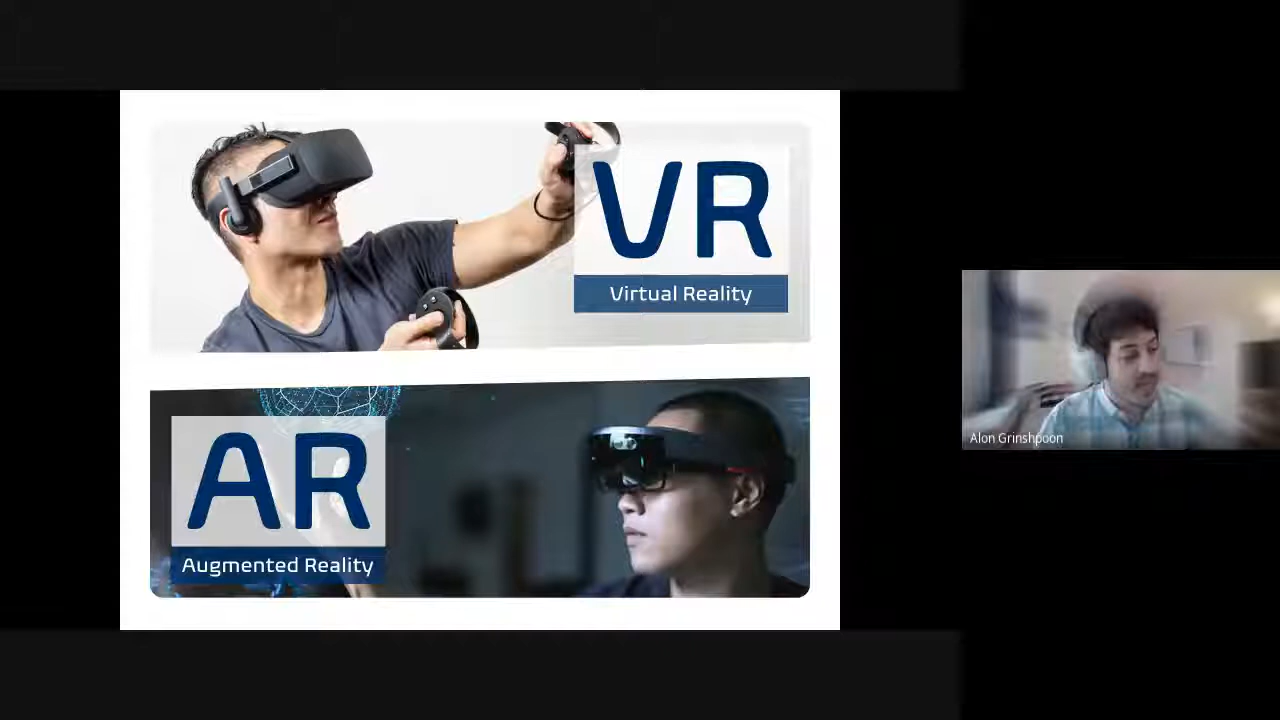 VR
Virtual Reality
AR
Augmented Reality
Alon Grinshpoon